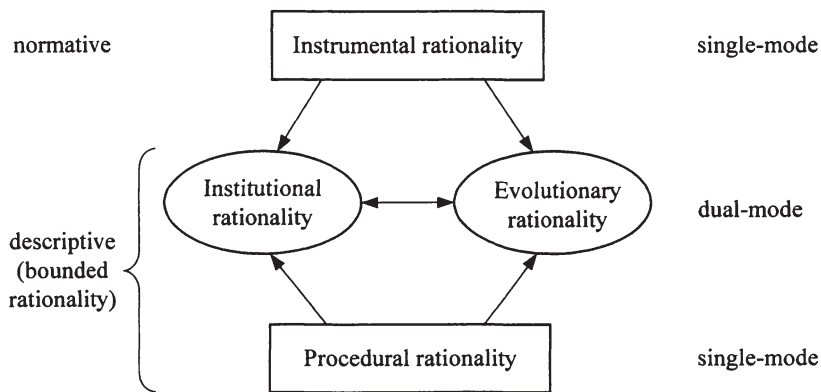 normative
Instrumental rationality
single-mode
Institutional
rationality
Evolutionary
rationality
dual-mode
descriptive
(bounded
rationality)
Procedural rationality
single-mode